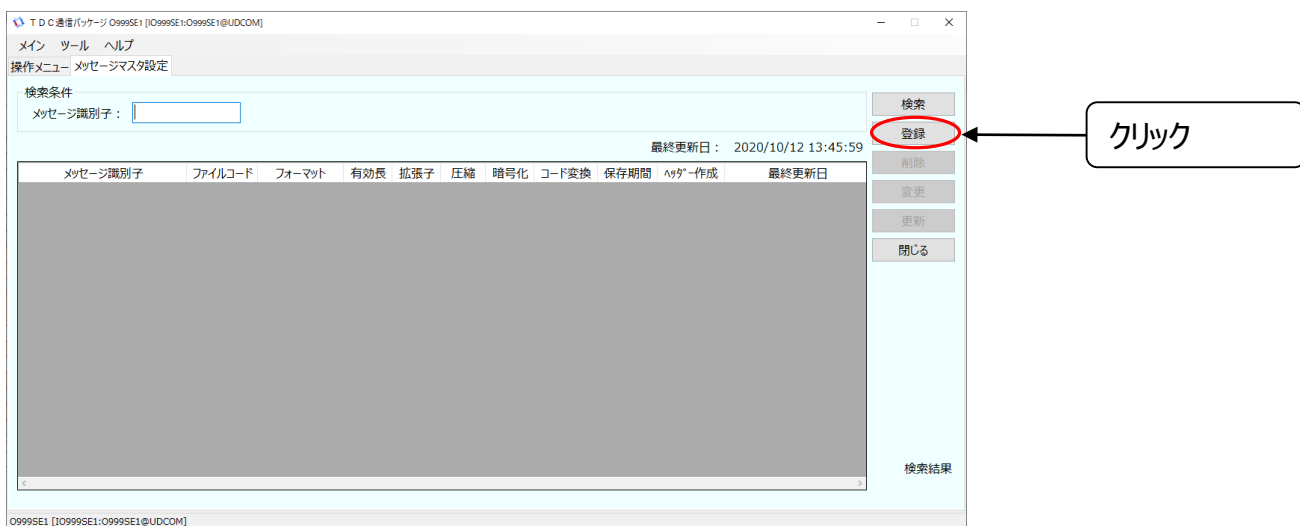 TDC通信パッケージ O999SE1 [IO999SE1:O999SE1@UDCOM]
メイン ツール ヘルプ
操作メニュー メッセージマスタ設定
検索条件
メッセージ識別子：
検索
登録
クリック
最終更新日： 2020/10/12 13:45:59
削除
メッセージ識別子 ファイルコード フォーマット 有効長 拡張子 圧縮 暗号化 コード変換 保存期間 ﾍｯﾀﾞｰ作成 最終更新日
変更
更新
閉じる
検索結果
O999SE1 [IO999SE1:O999SE1@UDCOM]